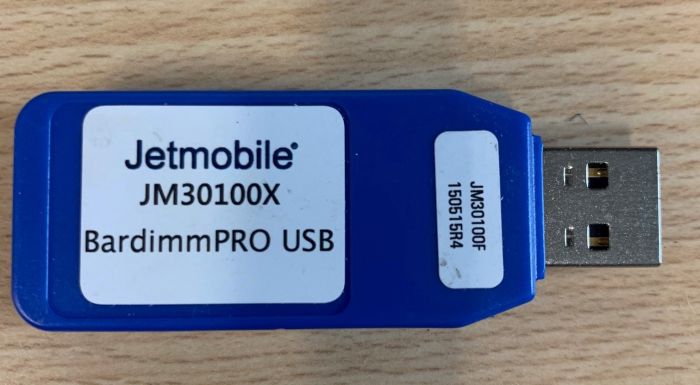 Jetmobile
JM30100X
BardimmPRO USB
JM30100F
150515R4